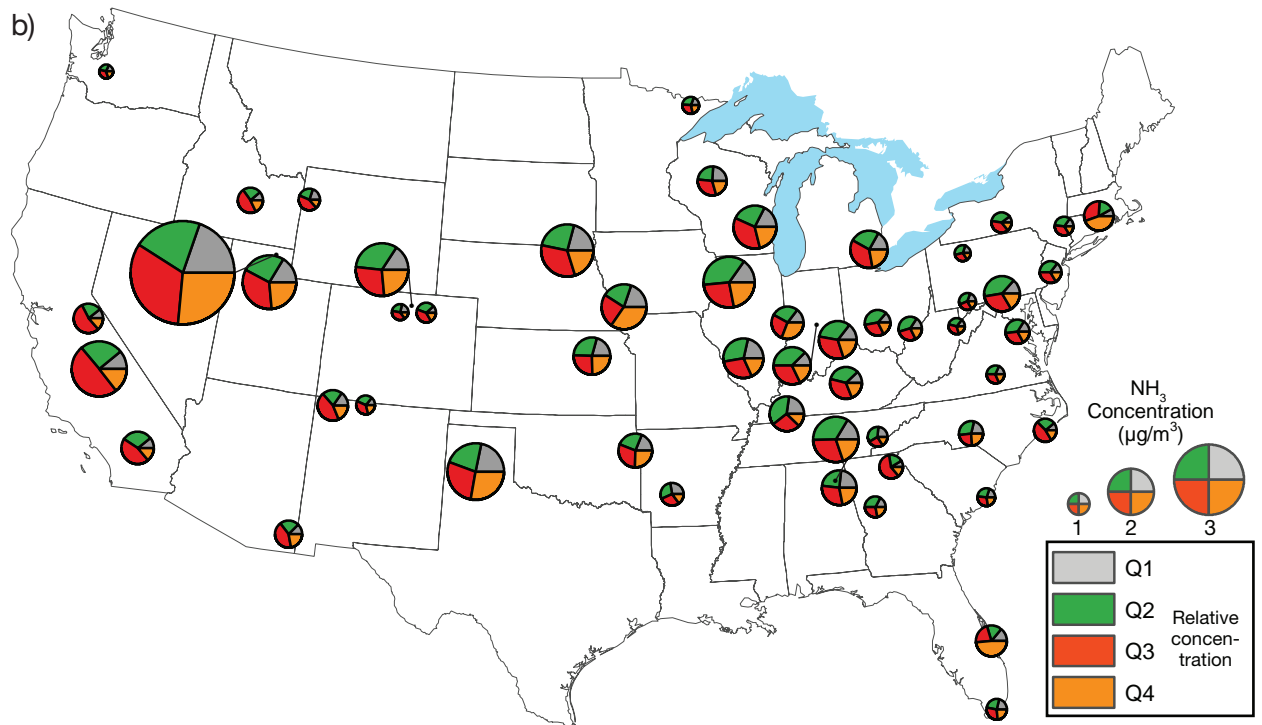 b)
NH3
Concentration
(µg/m3)
1 2 3
Q1
Q2
Q3
Q4
Relative
concen-
tration